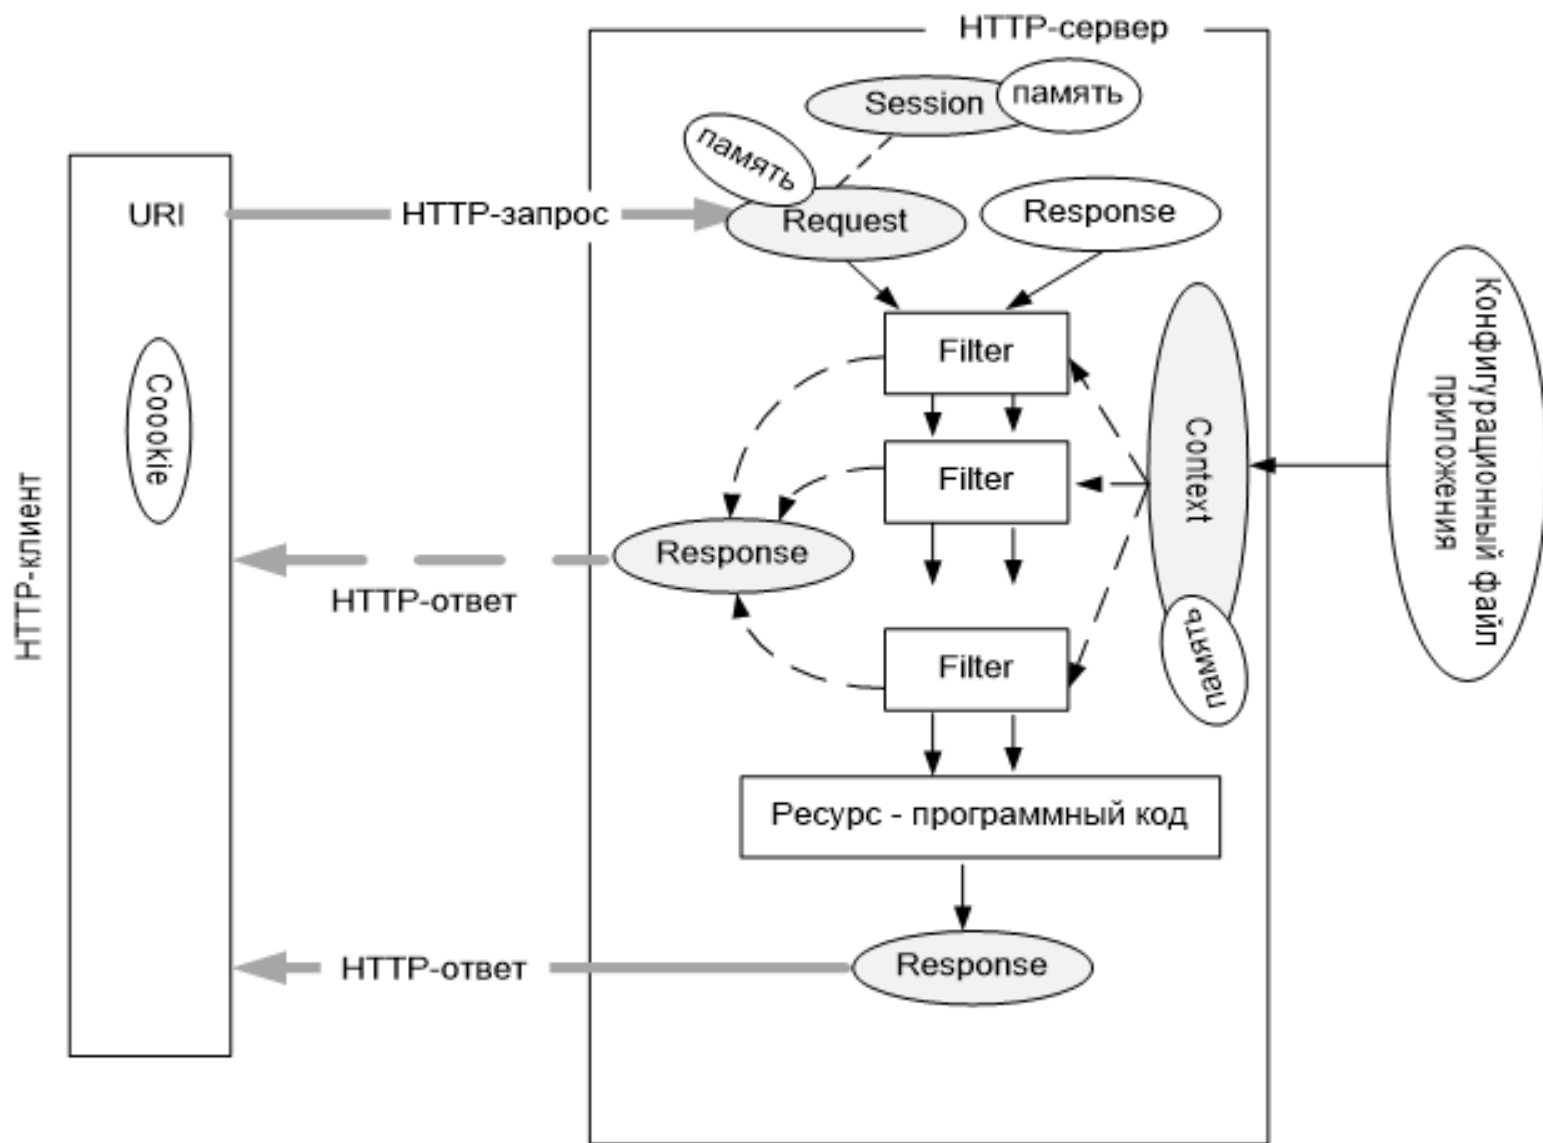 HTTP-сервер
Session
память
память
URI
HTTP-запрос
Request
Response
Filter
Coookie
Filter
Context
Конфигурационный файл
приложения
HTTP-клиент
Response
HTTP-ответ
память
Filter
Ресурс - программный код
HTTP-ответ
Response